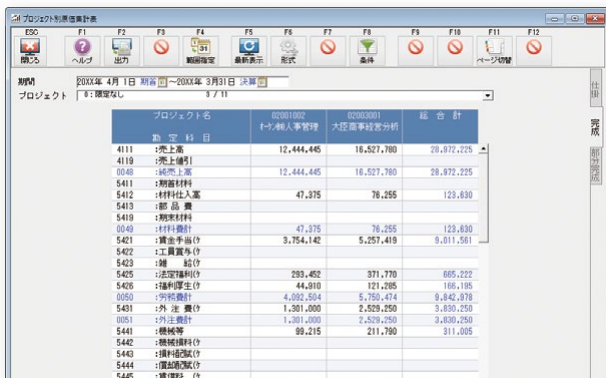 プロジェクト別原価集計表
ESC F1 F2 F3 F4 F5 F6 F7 F8 F9 F10 F11 F12
閉じる ヘルプ 出力 範囲指定 最新表示 形式 条件 ページ切替
期間 20XX年 4月 1日 期首 ~20XX年 3月31日 決算
プロジェクト 0:限定なし 3 / 11
仕掛
完成
部分完成
プロジェクト名 02001002 02003001 総 合 計
人事管理 大臣商事経営分析
勘 定 科 目
4111 :売上高 12,444,445 16,527,780 28,972,225
4119 :売上値引
0048 :純売上高 12,444,445 16,527,780 28,972,225
5411 :期首材料
5412 :材料仕入高 47,375 76,255 123,630
5413 :部 品 費
5419 :期末材料
0049 :材料費計 47,375 76,255 123,630
5421 :賃金手当(ケ 3,754,142 5,257,419 9,011,561
5422 :工員賞与(ケ
5423 :雑 給(ケ
5425 :法定福利(ケ 293,452 371,770 665,222
5426 :福利厚生(ケ 44,910 121,285 166,195
0050 :労務費計 4,092,504 5,750,474 9,842,978
5431 :外 注 費(ケ 1,301,000 2,529,250 3,830,250
0051 :外注費計 1,301,000 2,529,250 3,830,250
5441 :機械等 99,215 211,790 311,005
5442 :機械損料(ケ
5443 :損料配賦(ケ
5444 :償却配賦(ケ
5445 :賃借料 (ケ